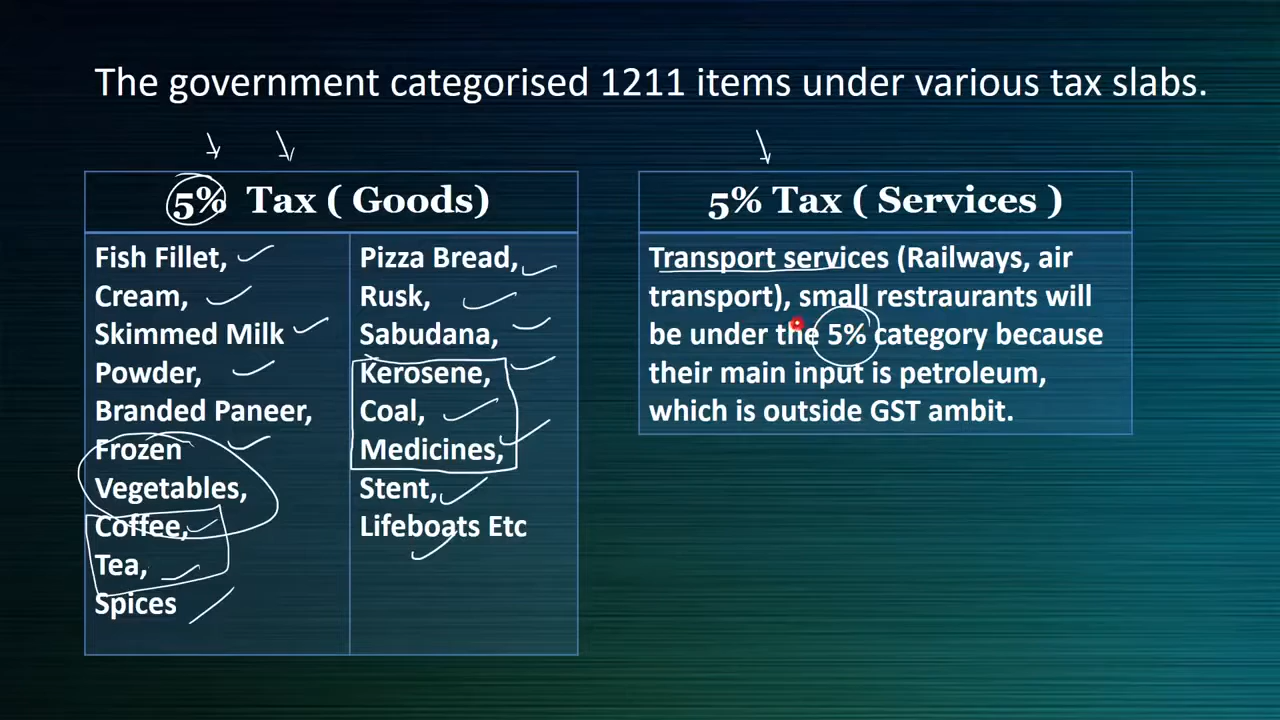 The government categorised 1211 items under various tax slabs.
5% Tax ( Goods)
Fish Fillet,
Cream,
Skimmed Milk
Powder,
Branded Paneer,
Frozen
Vegetables,
Coffee,
Tea,
Spices
Pizza Bread,
Rusk,
Sabudana,
Kerosene,
Coal,
Medicines,
Stent,
Lifeboats Etc
5% Tax ( Services )
Transport services (Railways, air
transport), small restraurants will
be under the 5% category because
their main input is petroleum,
which is outside GST ambit.